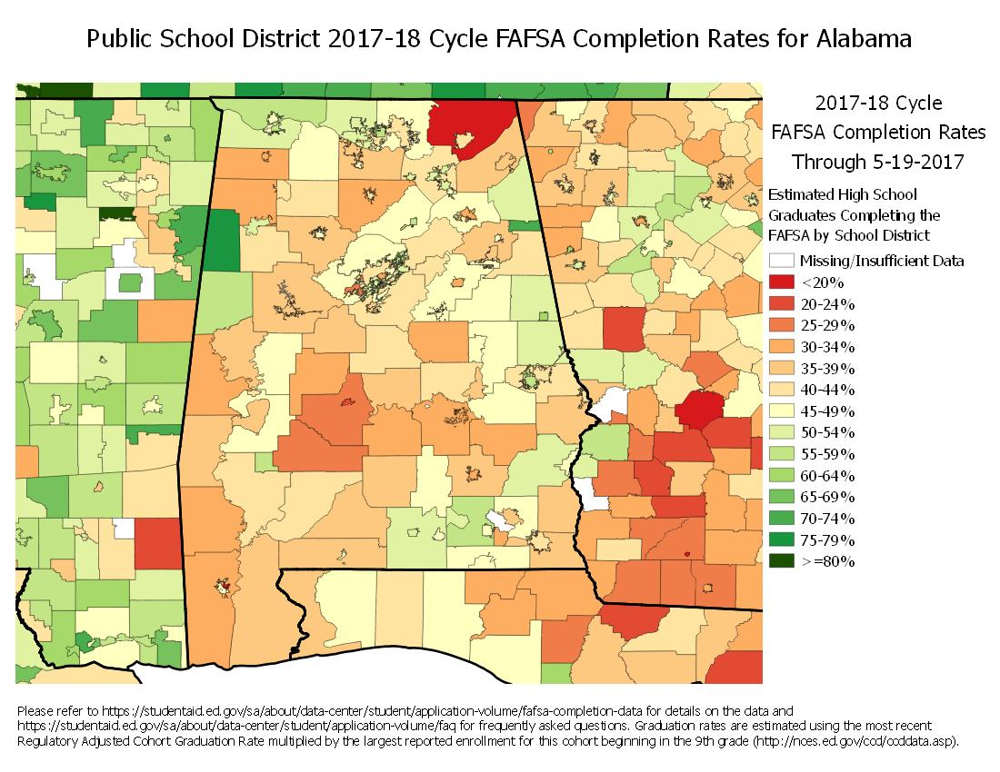 Public School District 2017-18 Cycle FAFSA Completion Rates for Alabama
2017-18 Cycle
FAFSA Completion Rates
Through 5-19-2017
Estimated High School
Graduates Completing the
FAFSA by School District
Missing/Insufficient Data
<20%
20-24%
25-29%
30-34%
35-39%
40-44%
45-49%
50-54%
55-59%
60-64%
65-69%
70-74%
75-79%
>=80%
Please refer to https://studentaid.ed.gov/sa/about/data-center/student/application-volume/fafsa-completion-data for details on the data and
https://studentaid.ed.gov/sa/about/data-center/student/application-volume/faq for frequently asked questions. Graduation rates are estimated using the most recent
Regulatory Adjusted Cohort Graduation Rate multiplied by the largest reported enrollment for this cohort beginning in the 9th grade (http://nces.ed.gov/ccd/ccddata.asp).